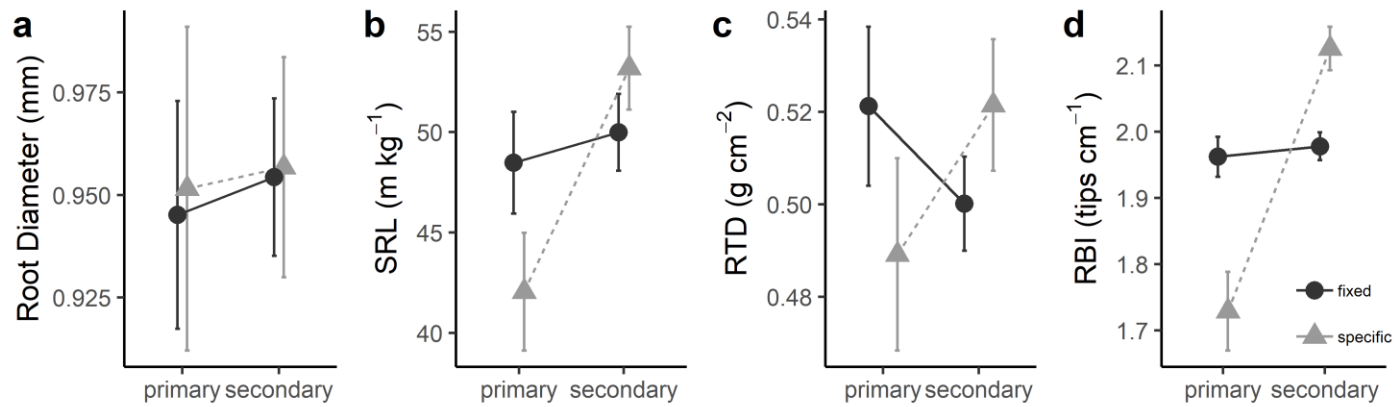 a
Root Diameter (mm)
0.975
0.950
0.925
primary secondary
b
SRL (m kg⁻¹)
55
50
45
40
primary secondary
c
RTD (g cm⁻²)
0.54
0.52
0.50
0.48
primary secondary
d
RBI (tips cm⁻¹)
2.1
2.0
1.9
1.8
1.7
primary secondary
fixed
specific